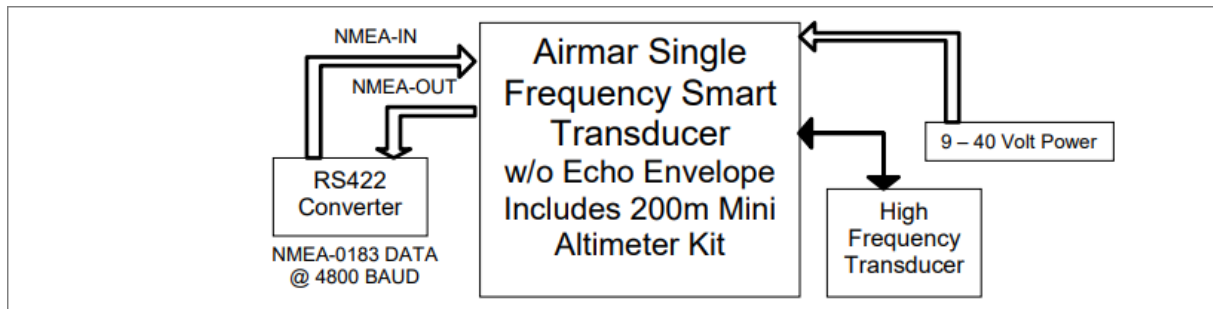 NMEA-IN
NMEA-OUT
RS422
Converter
NMEA-0183 DATA
@ 4800 BAUD
Airmar Single
Frequency Smart
Transducer
w/o Echo Envelope
Includes 200m Mini
Altimeter Kit
9 – 40 Volt Power
High
Frequency
Transducer